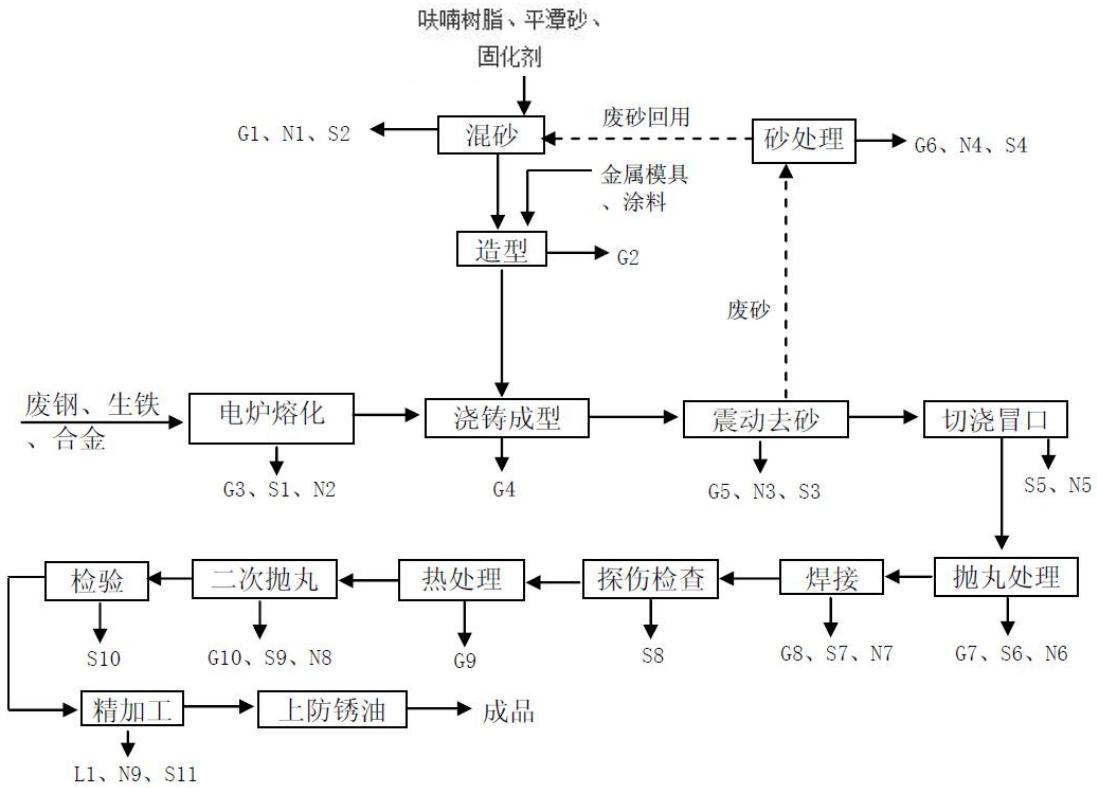 呋喃树脂、平潭砂、
固化剂
G1、N1、S2
混砂
废砂回用
砂处理
G6、N4、S4
金属模具
、涂料
造型
G2
废砂
废钢、生铁
、合金
电炉熔化
浇铸成型
震动去砂
切浇冒口
G3、S1、N2
G4
G5、N3、S3
S5、N5
检验
二次抛丸
热处理
探伤检查
焊接
抛丸处理
S10
G10、S9、N8
G9
S8
G8、S7、N7
G7、S6、N6
精加工
上防锈油
成品
L1、N9、S11